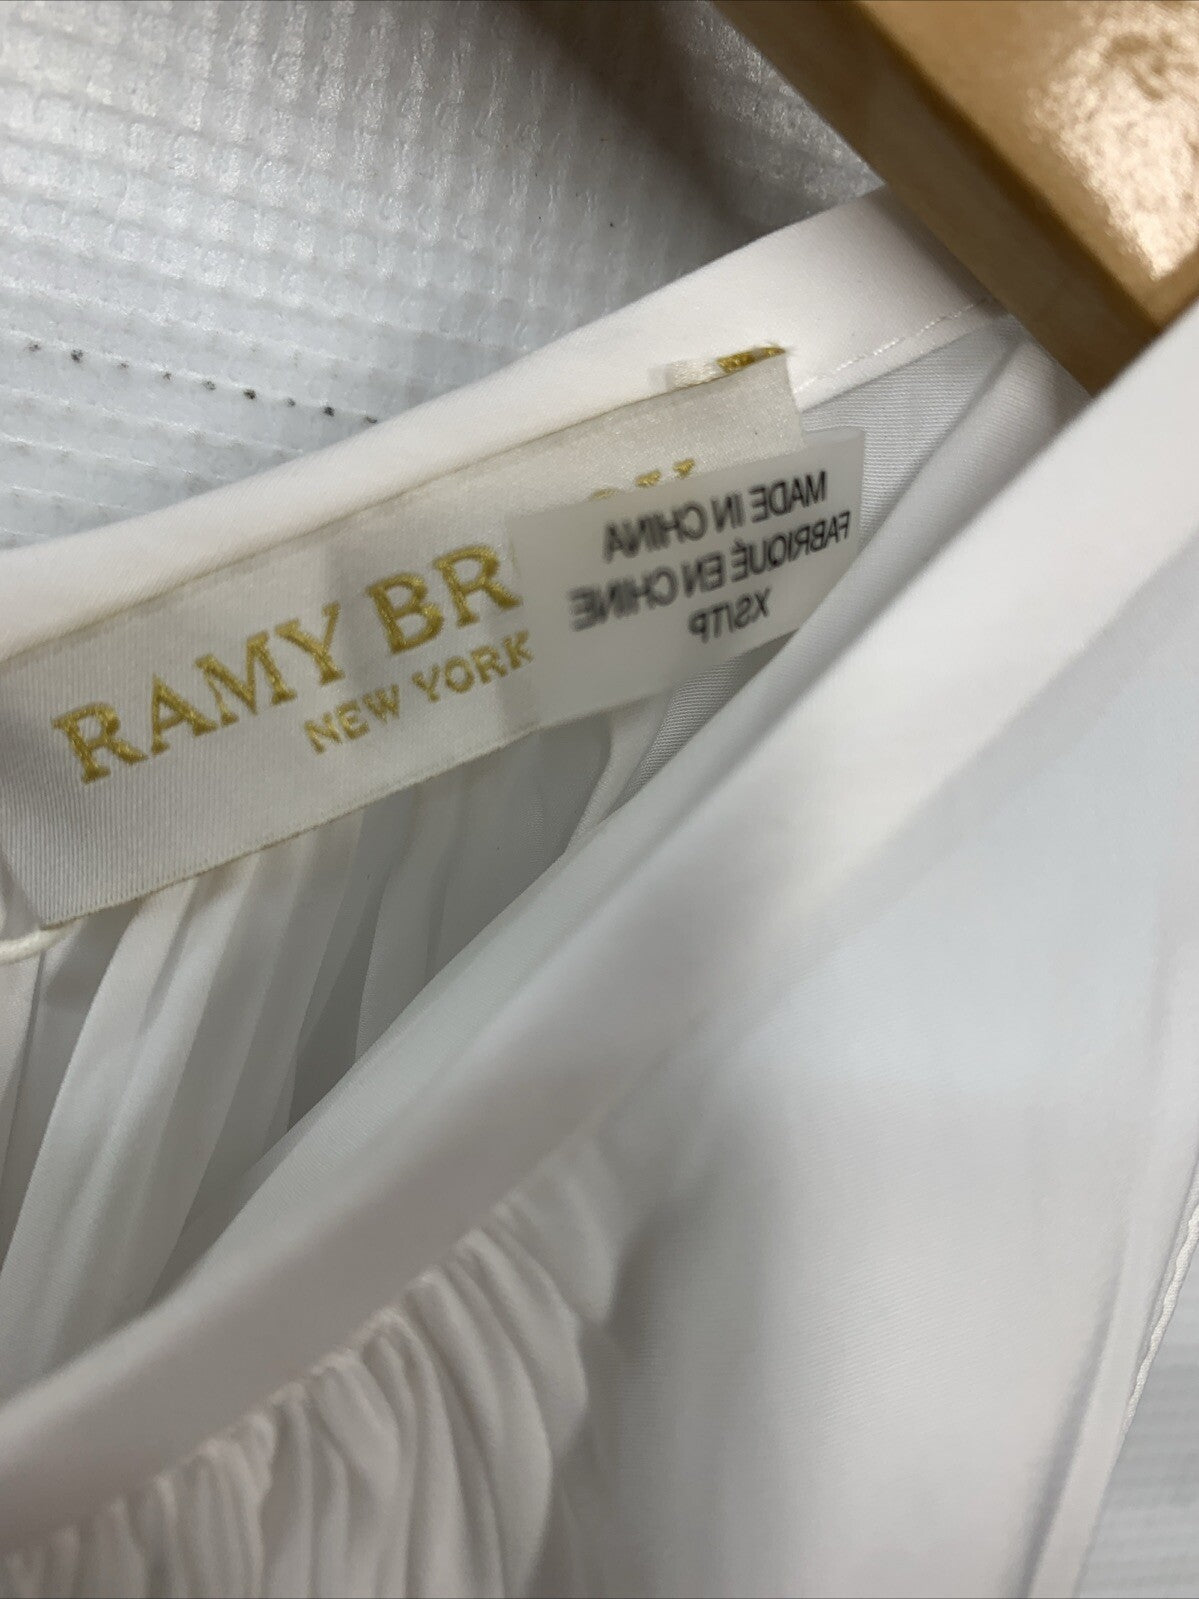 RAMY BR
NEW YORK
MADE IN CHINA
FABRIQUÉ EN CHINE
XS/TP